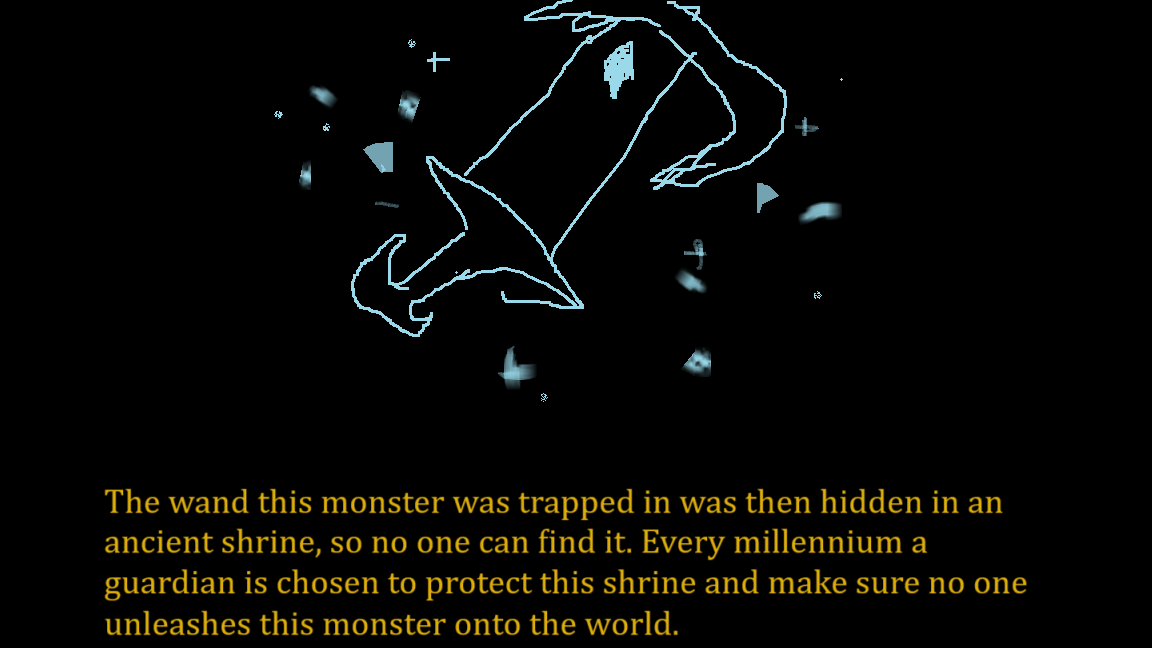 The wand this monster was trapped in was then hidden in an
ancient shrine, so no one can find it. Every millennium a
guardian is chosen to protect this shrine and make sure no one
unleashes this monster onto the world.